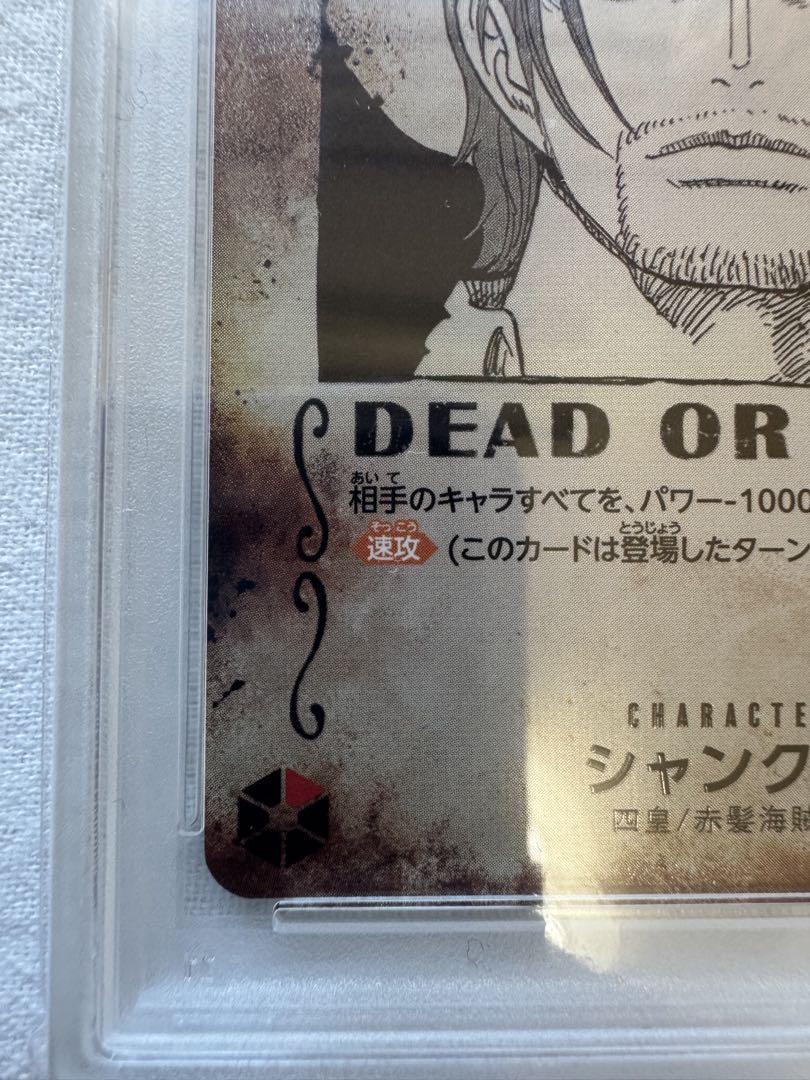 DEAD OR
あいて
相手のキャラすべてを、パワー-1000
そっこう
とうじょう
速攻 (このカードは登場したターン
CHARACTE
シャンク
四皇/赤髪海賊